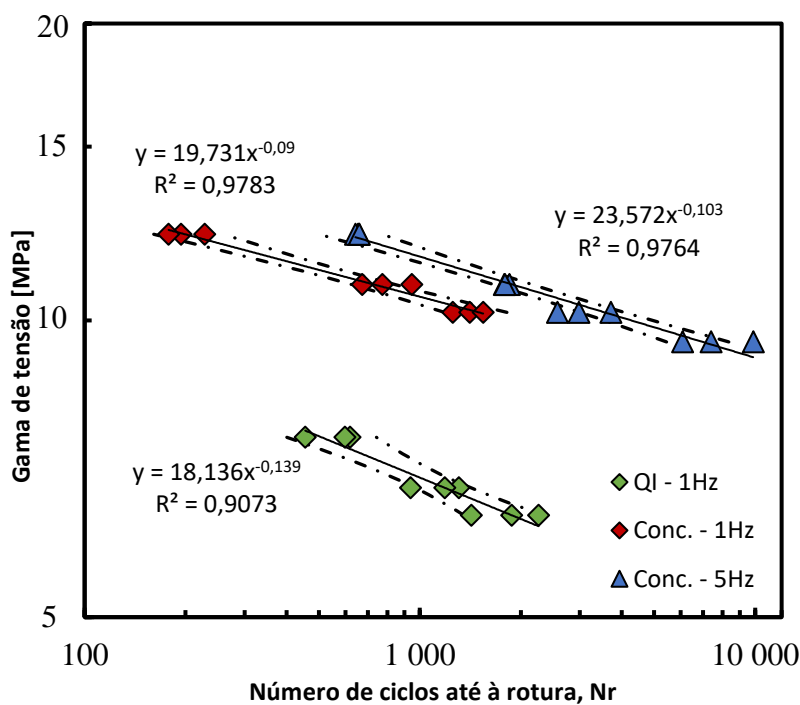 20
15
10
5
Gama de tensão [MPa]
y = 19,731x^-0,09
R² = 0,9783
y = 23,572x^-0,103
R² = 0,9764
y = 18,136x^-0,139
R² = 0,9073
QI - 1Hz
Conc. - 1Hz
Conc. - 5Hz
100 1 000 10 000
Número de ciclos até à rotura, Nr